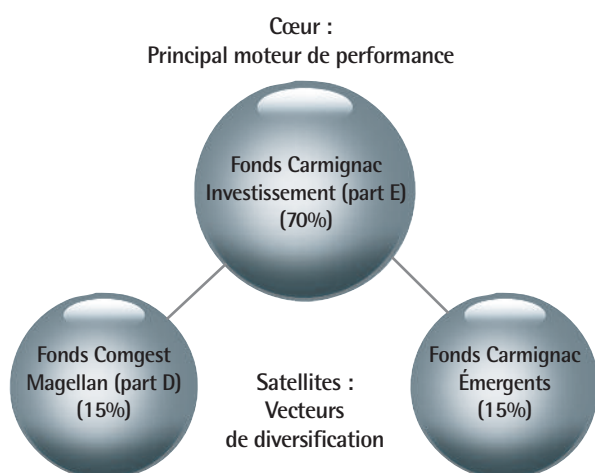 Cœur :
Principal moteur de performance
Fonds Carmignac
Investissement (part E)
(70%)
Fonds Comgest
Magellan (part D)
(15%)
Satellites :
Vecteurs
de diversification
Fonds Carmignac
Émergents
(15%)